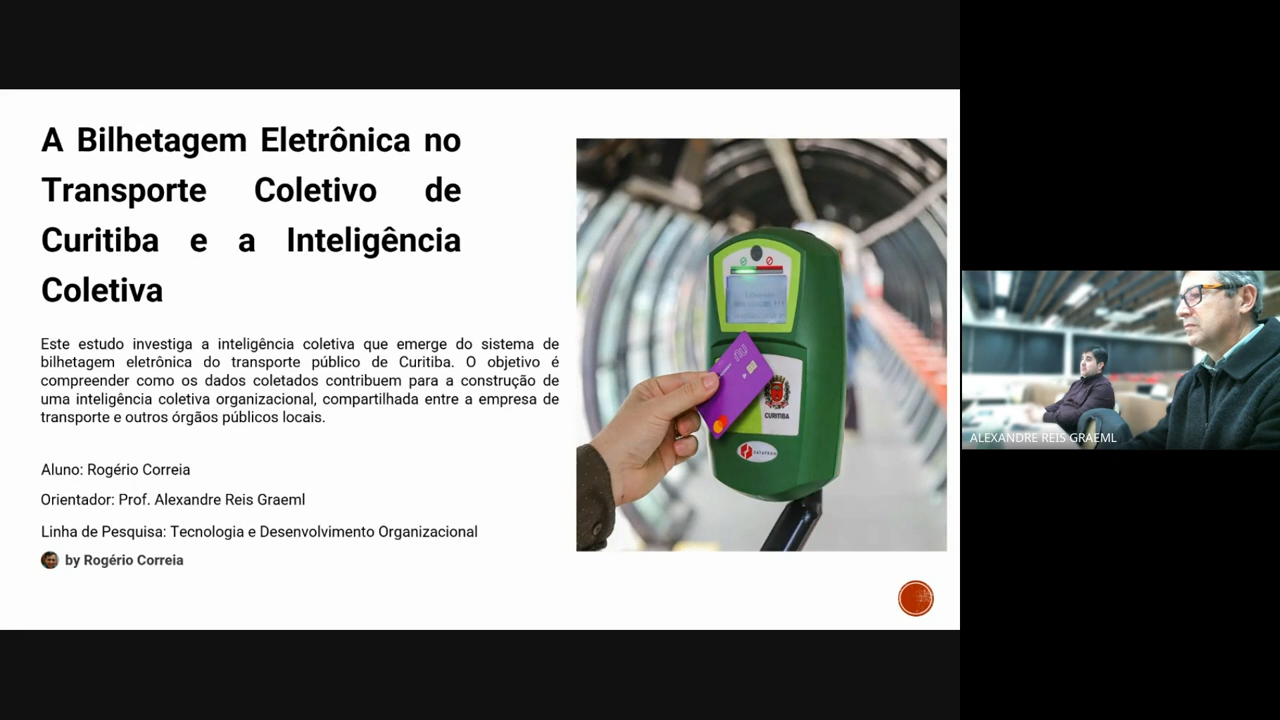 A Bilhetagem Eletrônica no
Transporte Coletivo de
Curitiba e a Inteligência
Coletiva
Este estudo investiga a inteligência coletiva que emerge do sistema de
bilhetagem eletrônica do transporte público de Curitiba. O objetivo é
compreender como os dados coletados contribuem para a construção de
uma inteligência coletiva organizacional, compartilhada entre a empresa de
transporte e outros órgãos públicos locais.
Aluno: Rogério Correia
Orientador: Prof. Alexandre Reis Graeml
Linha de Pesquisa: Tecnologia e Desenvolvimento Organizacional
by Rogério Correia
nu
CURITIBA
DATAPROM
ALEXANDRE REIS GRAEML